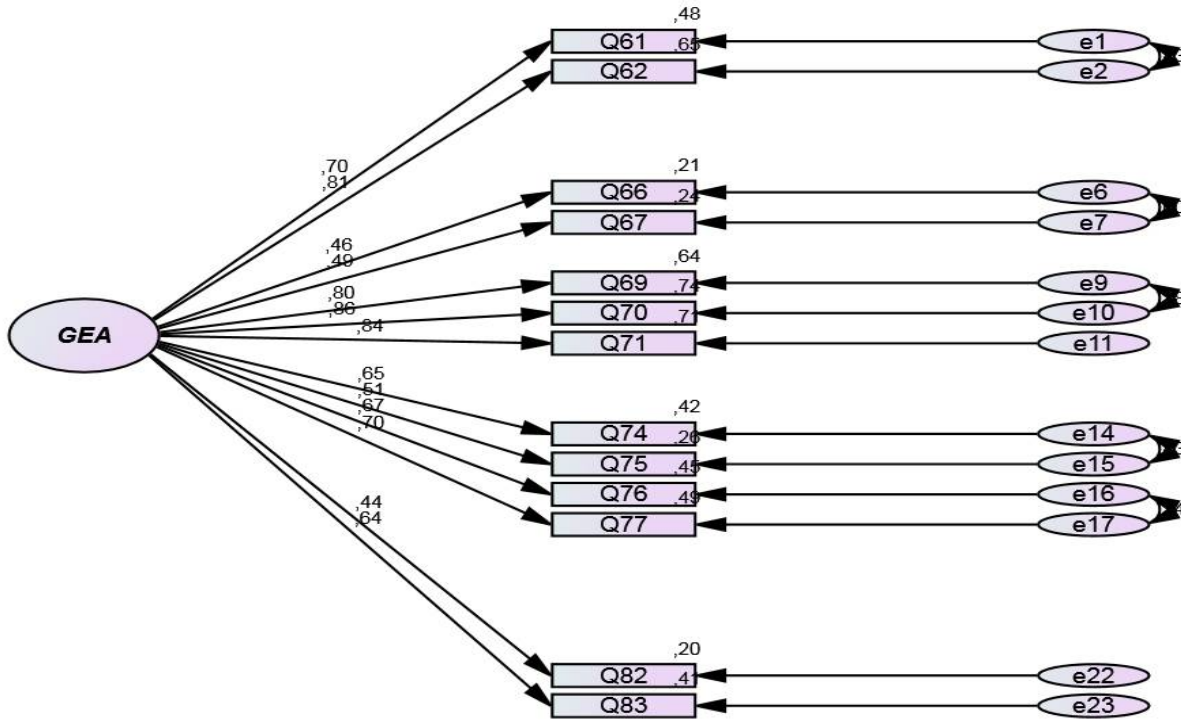 ,48
Q61
e1
,65
Q62
e2
,70
,81
,21
Q66
e6
,24
Q67
e7
,46
,49
,64
Q69
e9
,74
Q70
e10
,71
Q71
e11
,80
,86
,84
GEA
,65
,51
,67
,70
,42
Q74
e14
,26
Q75
e15
,45
Q76
e16
,49
Q77
e17
,44
,64
,20
Q82
e22
,41
Q83
e23